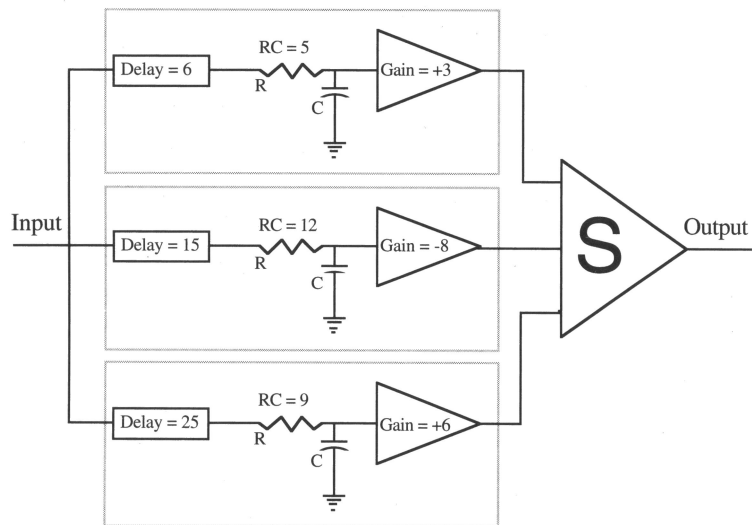 RC = 5
Delay = 6
Gain = +3
R
C
Input
RC = 12
Delay = 15
Gain = -8
R
C
S
Output
RC = 9
Delay = 25
Gain = +6
R
C